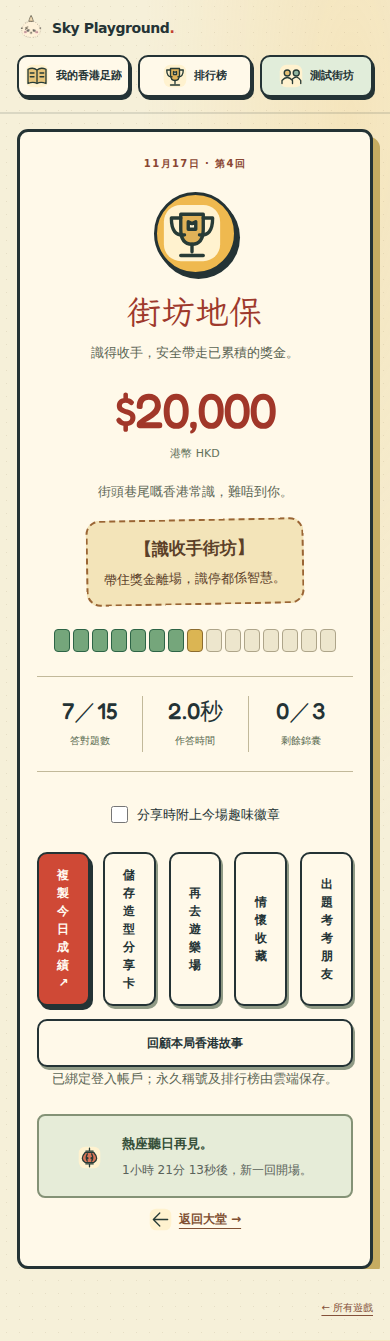 Sky Playground.
我的香港足跡
排行榜
測試街坊
11月17日 · 第4回
街坊地保
識得收手，安全帶走已累積的獎金。
$20,000
港幣 HKD
街頭巷尾嘅香港常識，難唔到你。
【識收手街坊】
帶住獎金離場，識停都係智慧。
7／15
答對題數
2.0秒
作答時間
0／3
剩餘錦囊
分享時附上今場趣味徽章
複製今日成績↗
儲存造型分享卡
再去遊樂場
情懷收藏
出題考考朋友
回顧本局香港故事
已綁定登入帳戶；永久稱號及排行榜由雲端保存。
熱座聽日再見。
1小時 21分 13秒後，新一回開場。
返回大堂 →
← 所有遊戲